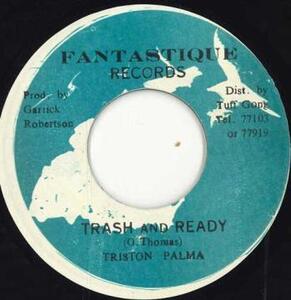 FANTASTIQUE
RECORDS
Prod. by
Garrick
Robertson
Dist. by
Tuff Gong
Tel. 77103
or 77919
TRASH AND READY
(O. Thomas)
TRISTON PALMA